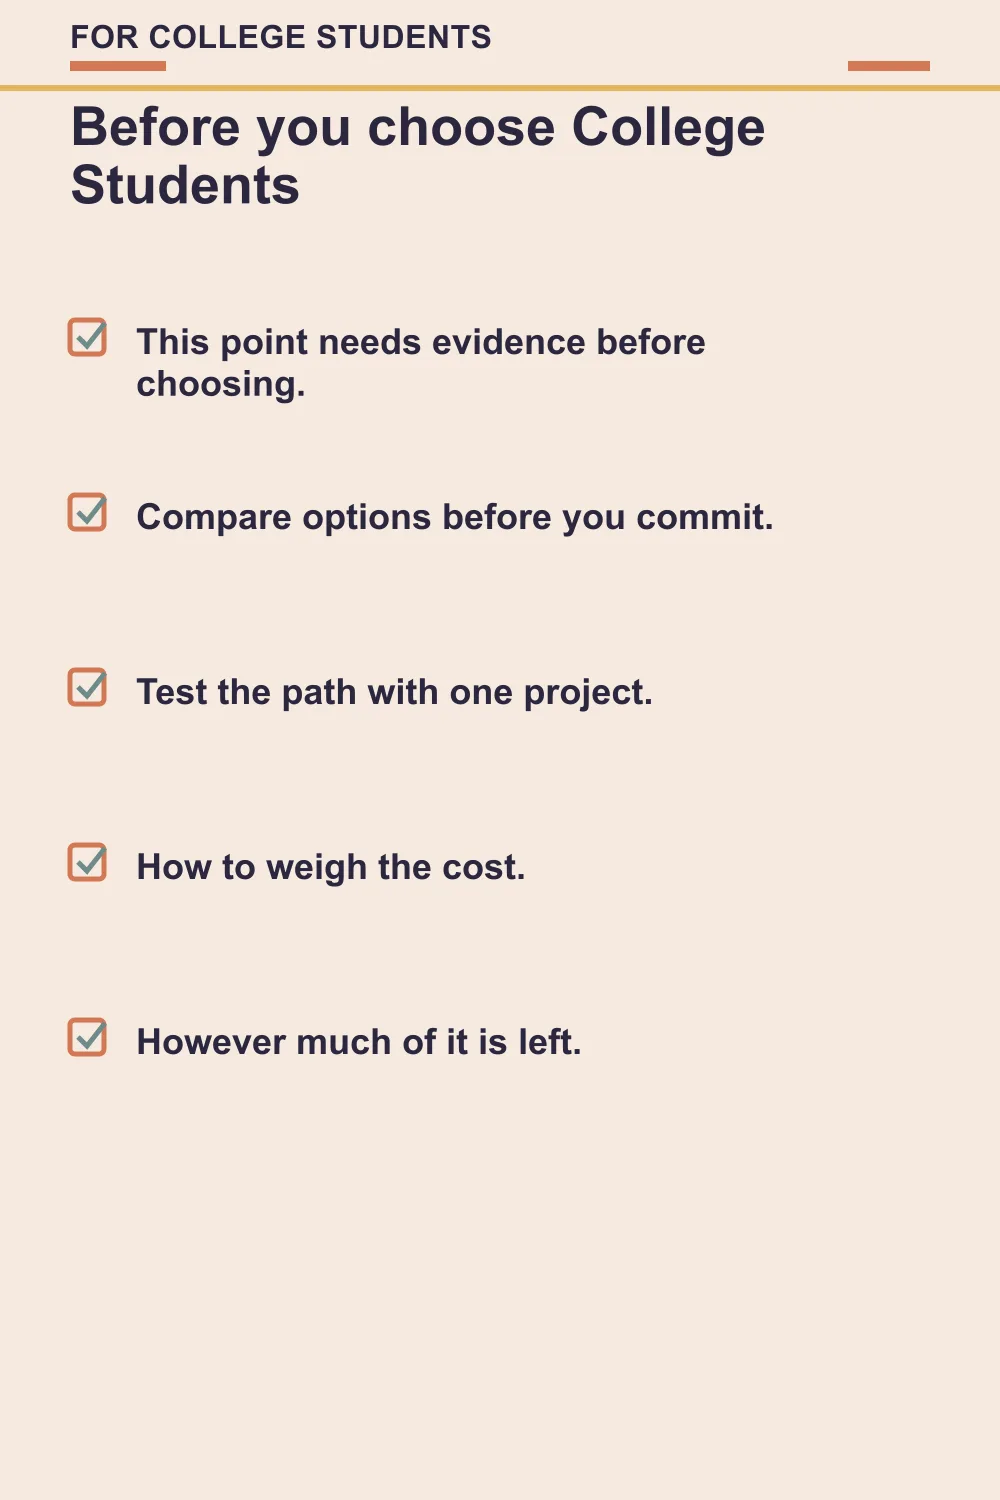 FOR COLLEGE STUDENTS
Before you choose College
Students
This point needs evidence before
choosing.
Compare options before you commit.
Test the path with one project.
How to weigh the cost.
However much of it is left.